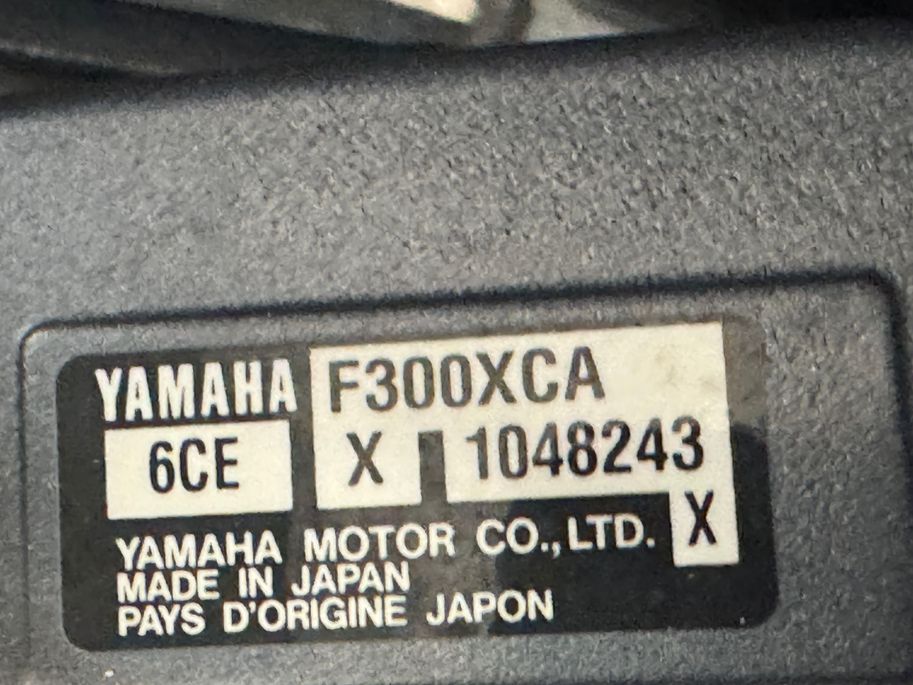 YAMAHA F300XCA
6CE X 1048243
X
YAMAHA MOTOR CO.,LTD.
MADE IN JAPAN
PAYS D'ORIGINE JAPON